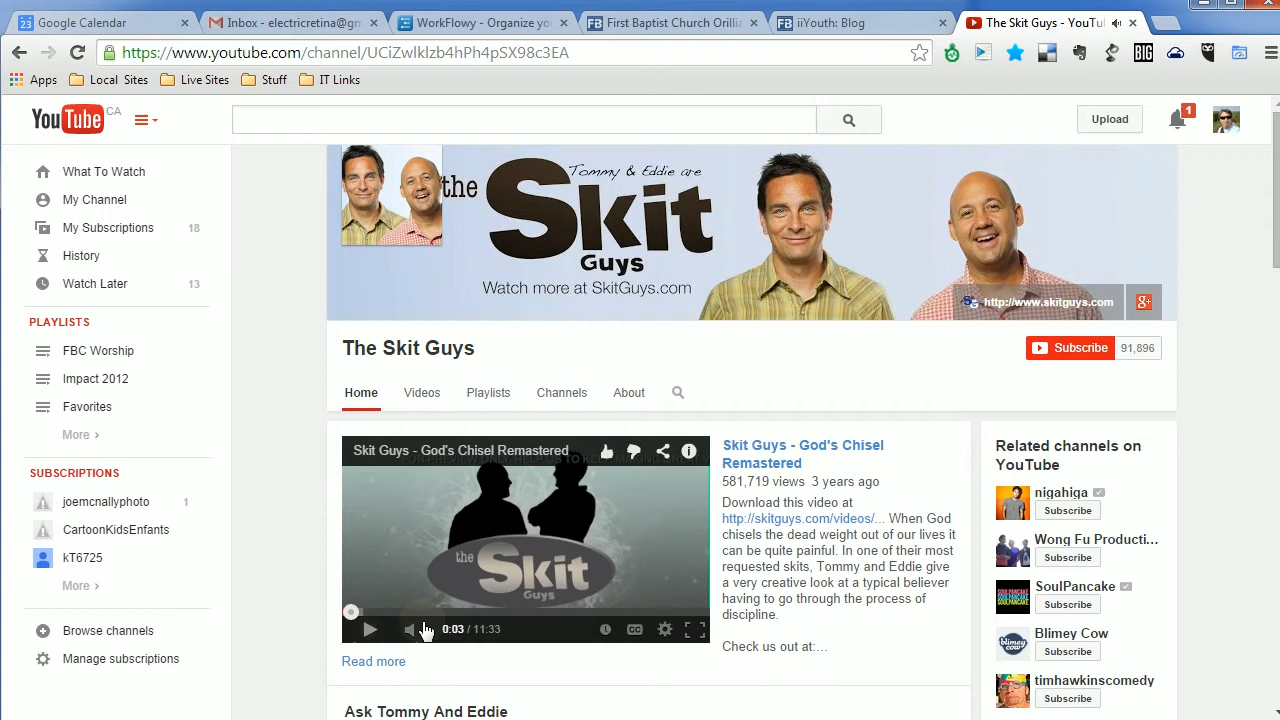 Google Calendar
Inbox - electricretina@gm
WorkFlowy - Organize yo
First Baptist Church Oli
iiYouth: Blog
The Skit Guys - YouTu
Apps
Local Sites
Live Sites
Stuff
IT Links
BIG
YouTube CA
Upload
1
What To Watch
My Channel
My Subscriptions 18
History
Watch Later 13
PLAYLISTS
FBC Worship
Impact 2012
Favorites
More >
SUBSCRIPTIONS
joemcnallyphoto 1
CartoonKidsEnfants
kT6725
More >
Browse channels
Manage subscriptions
Tommy & Eddie are
the Skit
Guys
Watch more at SkitGuys.com
http://www.skitguys.com
The Skit Guys
Subscribe 91,896
Home Videos Playlists Channels About
Skit Guys - God's Chisel Remastered
the Skit
Guys
0:03 / 11:33
CC
Read more
Skit Guys - God's Chisel
Remastered
581,719 views 3 years ago
Download this video at
http://skitguys.com/videos/... When God
chisels the dead weight out of our lives it
can be quite painful. In one of their most
requested skits, Tommy and Eddie give
a very creative look at a typical believer
having to go through the process of
discipline.
Check us out at:...
Ask Tommy And Eddie
Related channels on
YouTube
nigahiga
Subscribe
Wong Fu Producti...
Subscribe
SoulPancake
Subscribe
Blimey Cow
Subscribe
timhawkinscomedy
Subscribe